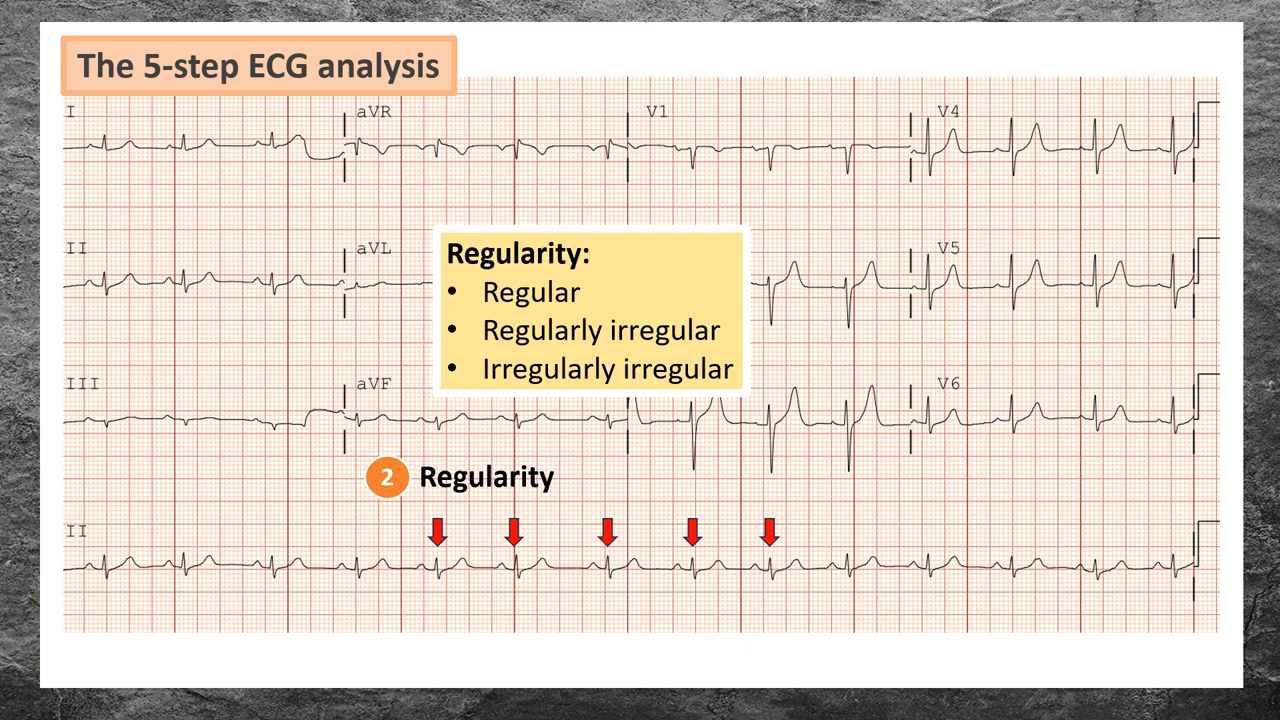 The 5-step ECG analysis
I aVR V1 V4
II aVL V5
Regularity:
• Regular
• Regularly irregular
• Irregularly irregular
III aVF V6
2 Regularity
II